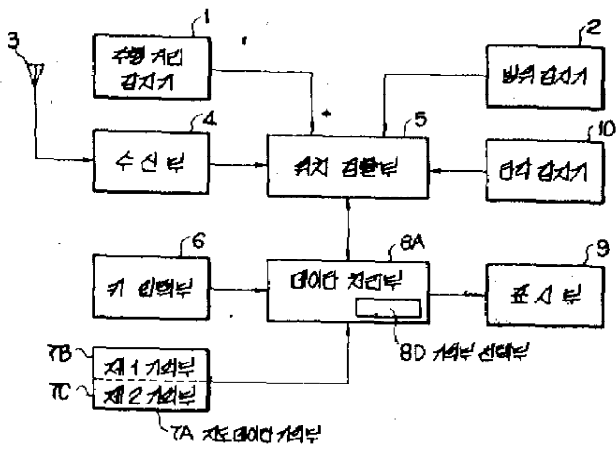 1
주행 거리
감지기
2
방위 감지기
3
4
수신부
5
위치 검출부
10
단차 감지기
6
키 입력부
8A
데이타 처리부
9
표시부
8D 기억부 선택부
7B
제1기억부
7C
제2기억부
7A 지도데이타 기억부